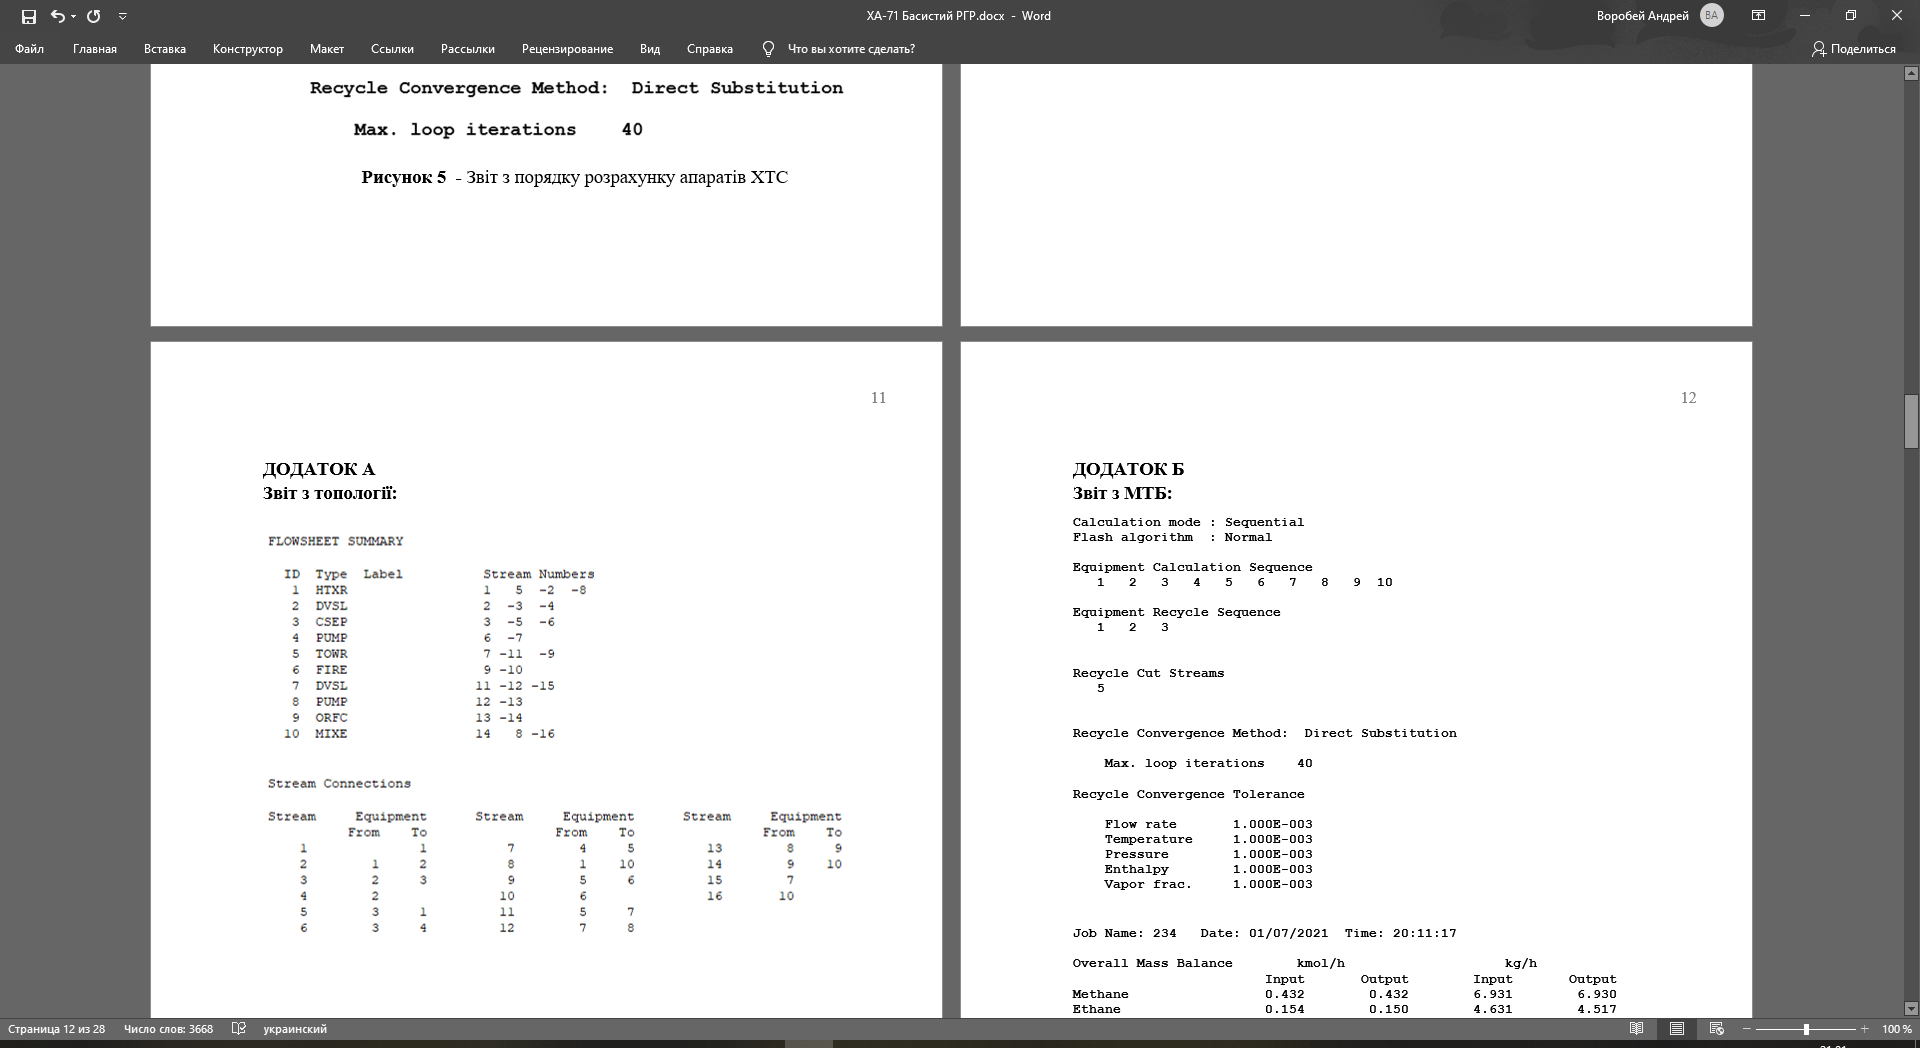 ХА-71 Басистий РГР.docx - Word
Воробей Андрей ВА
Файл Главная Вставка Конструктор Макет Ссылки Рассылки Рецензирование Вид Справка Что вы хотите сделать? Поделиться
Recycle Convergence Method: Direct Substitution
Max. loop iterations 40
Рисунок 5 - Звіт з порядку розрахунку апаратів ХТС
11
ДОДАТОК А
Звіт з топології:
FLOWSHEET SUMMARY
ID Type Label Stream Numbers
1 HTXR 1 5 -2 -8
2 DVSL 2 -3 -4
3 CSEP 3 -5 -6
4 PUMP 6 -7
5 TOWR 7 -11 -9
6 FIRE 9 -10
7 DVSL 11 -12 -15
8 PUMP 12 -13
9 ORFC 13 -14
10 MIXE 14 8 -16
Stream Connections
Stream Equipment Stream Equipment Stream Equipment
From To From To From To
1 1 7 4 5 13 8 9
2 1 2 8 1 10 14 9 10
3 2 3 9 5 6 15 7
4 2 10 6 16 10
5 3 1 11 5 7
6 3 4 12 7 8
12
ДОДАТОК Б
Звіт з МТБ:
Calculation mode : Sequential
Flash algorithm : Normal
Equipment Calculation Sequence
1 2 3 4 5 6 7 8 9 10
Equipment Recycle Sequence
1 2 3
Recycle Cut Streams
5
Recycle Convergence Method: Direct Substitution
Max. loop iterations 40
Recycle Convergence Tolerance
Flow rate 1.000E-003
Temperature 1.000E-003
Pressure 1.000E-003
Enthalpy 1.000E-003
Vapor frac. 1.000E-003
Job Name: 234 Date: 01/07/2021 Time: 20:11:17
Overall Mass Balance kmol/h kg/h
Input Output Input Output
Methane 0.432 0.432 6.931 6.930
Ethane 0.154 0.150 4.631 4.517
Страница 12 из 28 Число слов: 3668 украинский 100 %